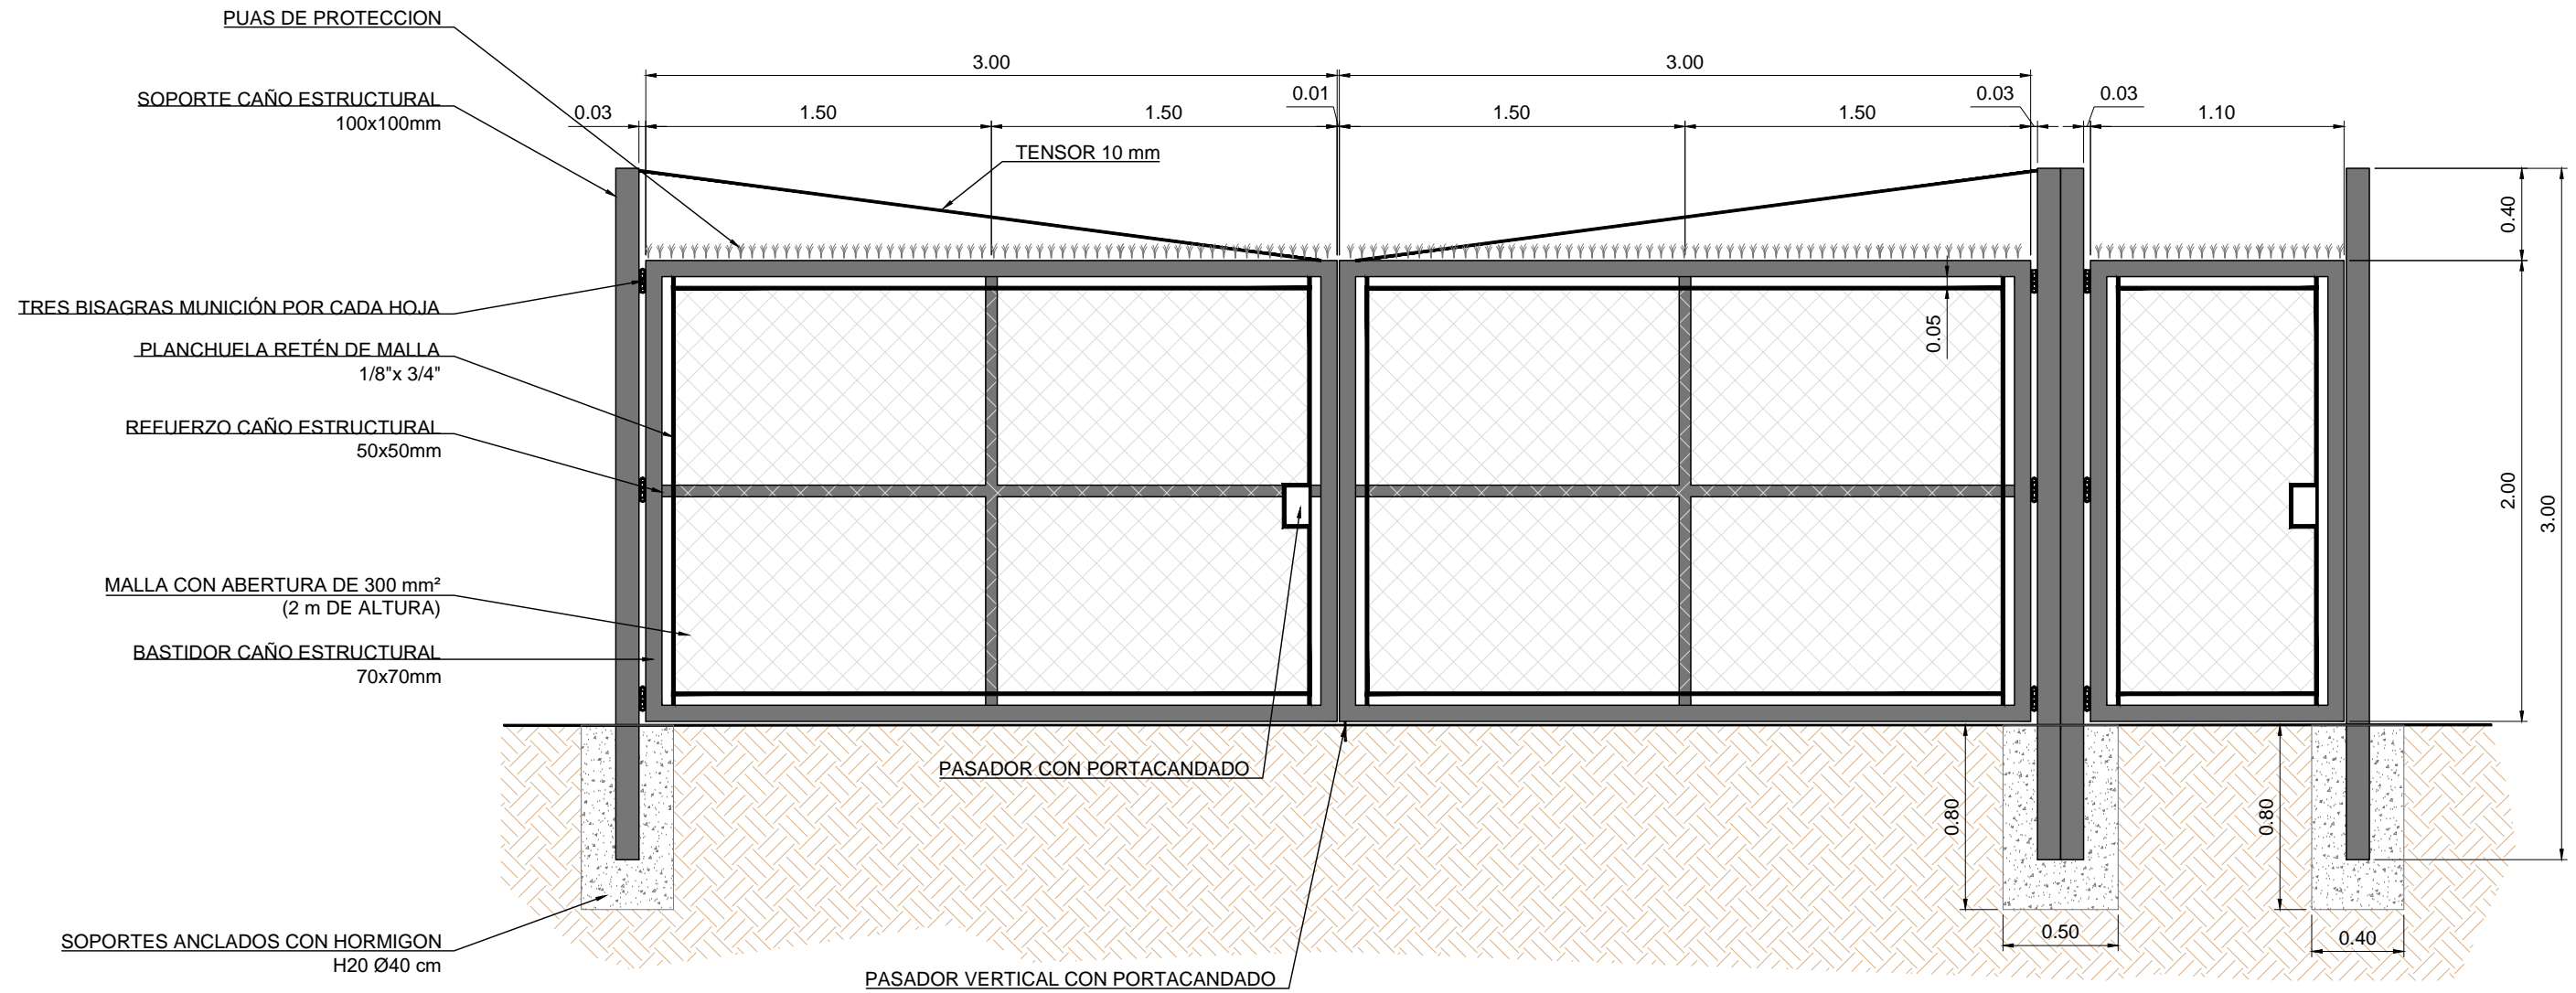 PUAS DE PROTECCION
3.00
3.00
SOPORTE CAÑO ESTRUCTURAL
100x100mm
0.03
1.50
1.50
0.01
1.50
1.50
0.03
0.03
1.10
TENSOR 10 mm
0.40
TRES BISAGRAS MUNICIÓN POR CADA HOJA
0.05
PLANCHUELA RETÉN DE MALLA
1/8"x 3/4"
REFUERZO CAÑO ESTRUCTURAL
50x50mm
2.00
3.00
MALLA CON ABERTURA DE 300 mm²
(2 m DE ALTURA)
BASTIDOR CAÑO ESTRUCTURAL
70x70mm
PASADOR CON PORTACANDADO
0.80
0.80
SOPORTES ANCLADOS CON HORMIGON
H20 Ø40 cm
0.50
0.40
PASADOR VERTICAL CON PORTACANDADO